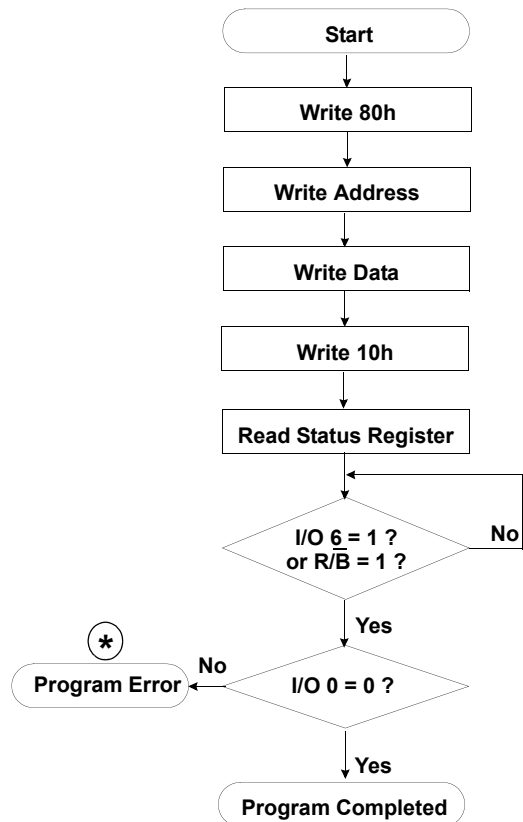 Start
Write 80h
Write Address
Write Data
Write 10h
Read Status Register
I/O 6 = 1 ?
or R/B̅ = 1 ?
No
Yes
*
No
Program Error
I/O 0 = 0 ?
Yes
Program Completed